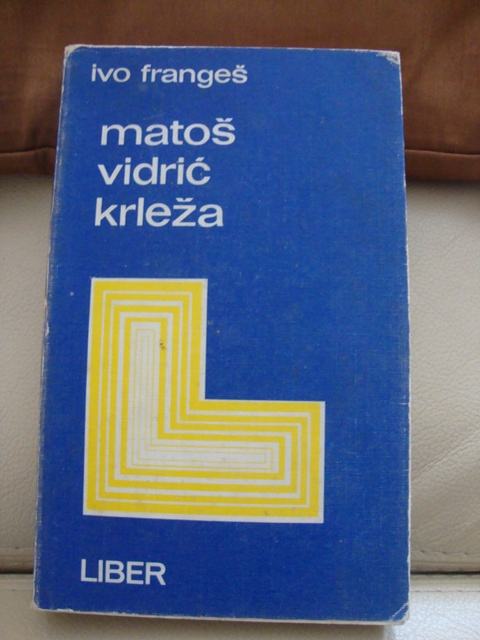 ivo frangeš
matoš
vidrić
krleža
LIBER